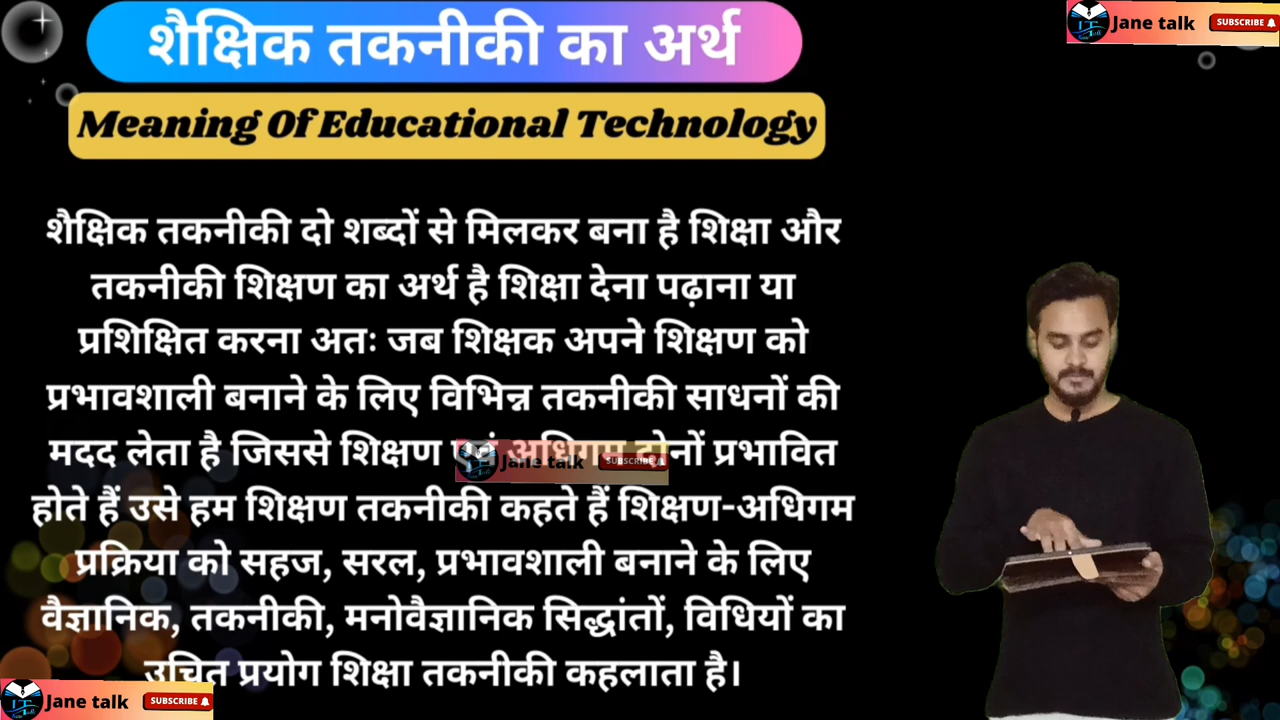 शैक्षिक तकनीकी का अर्थ
Jane talk
SUBSCRIBE
Meaning Of Educational Technology
शैक्षिक तकनीकी दो शब्दों से मिलकर बना है शिक्षा और
तकनीकी शिक्षण का अर्थ है शिक्षा देना पढ़ाना या
प्रशिक्षित करना अतः जब शिक्षक अपने शिक्षण को
प्रभावशाली बनाने के लिए विभिन्न तकनीकी साधनों की
मदद लेता है जिससे शिक्षण एवं अधिगम दोनों प्रभावित
Jane talk
SUBSCRIBE
होते हैं उसे हम शिक्षण तकनीकी कहते हैं शिक्षण-अधिगम
प्रक्रिया को सहज, सरल, प्रभावशाली बनाने के लिए
वैज्ञानिक, तकनीकी, मनोवैज्ञानिक सिद्धांतों, विधियों का
उचित प्रयोग शिक्षा तकनीकी कहलाता है।
Jane talk
SUBSCRIBE